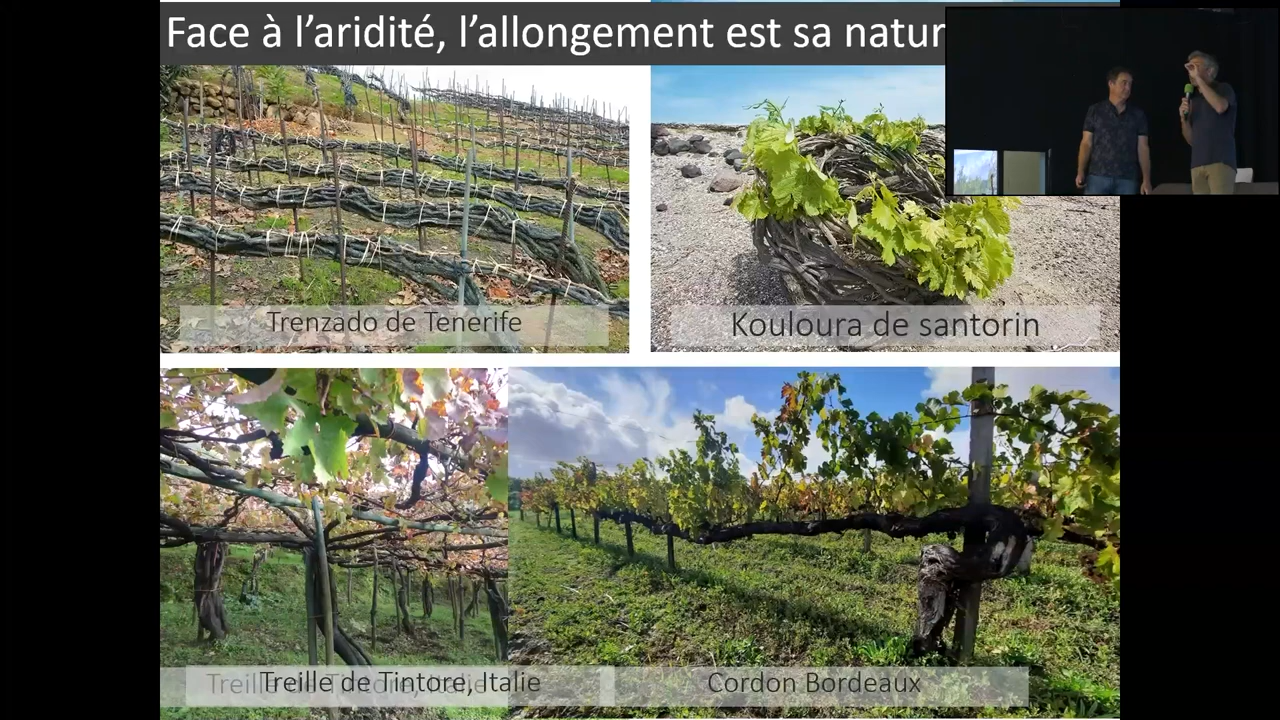 Face à l'aridité, l'allongement est sa natur
Trenzado de Tenerife
Kouloura de santorin
Treille de Tintore, Italie
Cordon Bordeaux